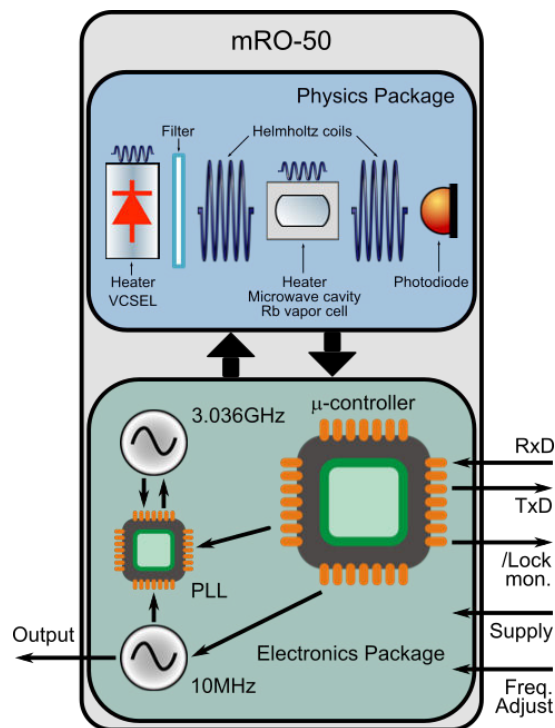 mRO-50
Physics Package
Filter
Helmholtz coils
Heater
VCSEL
Heater
Microwave cavity
Rb vapor cell
Photodiode
3.036GHz
μ-controller
RxD
TxD
/Lock
mon.
PLL
Output
Supply
10MHz
Electronics Package
Freq.
Adjust